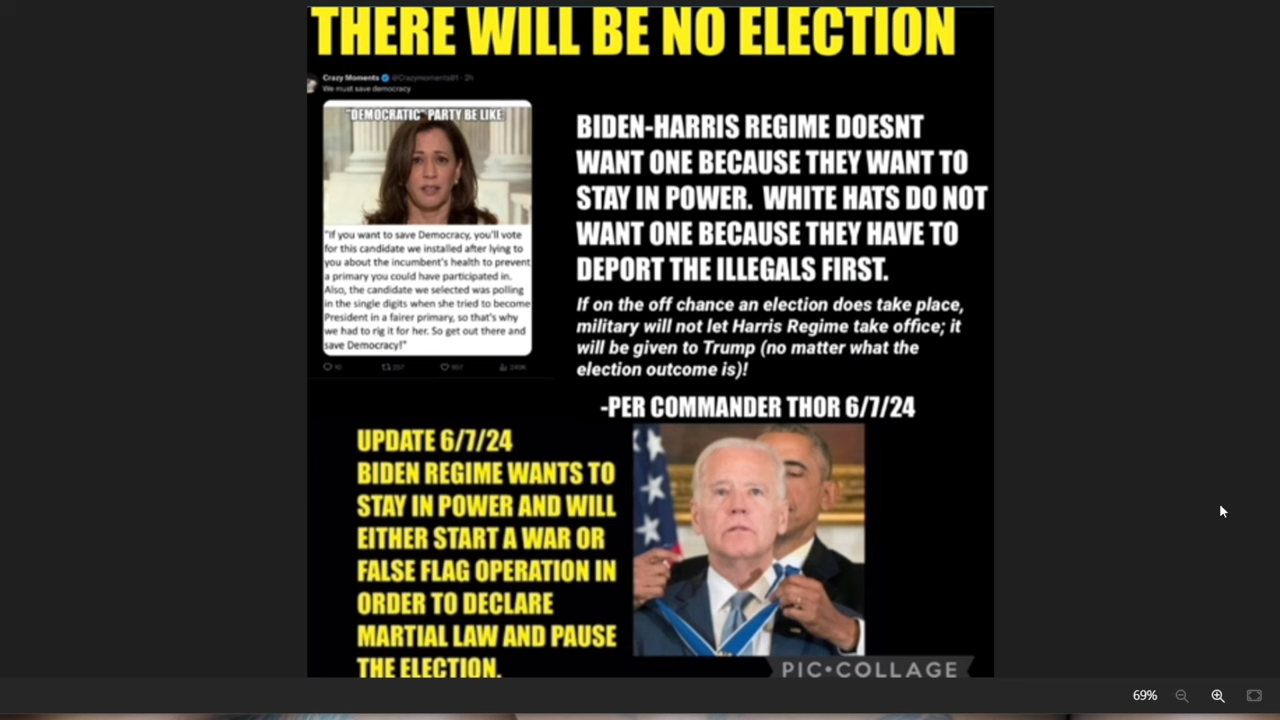 THERE WILL BE NO ELECTION
Crazy Moments @Crazymoments01 · 2h
We must save democracy
"DEMOCRATIC" PARTY BE LIKE
"If you want to save Democracy, you'll vote
for this candidate we installed after lying to
you about the incumbent's health to prevent
a primary you could have participated in.
Also, the candidate we selected was polling
in the single digits when she tried to become
President in a fairer primary, so that's why
we had to rig it for her. So get out there and
save Democracy!"
10 257 957 249K
BIDEN-HARRIS REGIME DOESNT
WANT ONE BECAUSE THEY WANT TO
STAY IN POWER. WHITE HATS DO NOT
WANT ONE BECAUSE THEY HAVE TO
DEPORT THE ILLEGALS FIRST.
If on the off chance an election does take place,
military will not let Harris Regime take office; it
will be given to Trump (no matter what the
election outcome is)!
-PER COMMANDER THOR 6/7/24
UPDATE 6/7/24
BIDEN REGIME WANTS TO
STAY IN POWER AND WILL
EITHER START A WAR OR
FALSE FLAG OPERATION IN
ORDER TO DECLARE
MARTIAL LAW AND PAUSE
THE ELECTION.
PIC•COLLAGE
69%